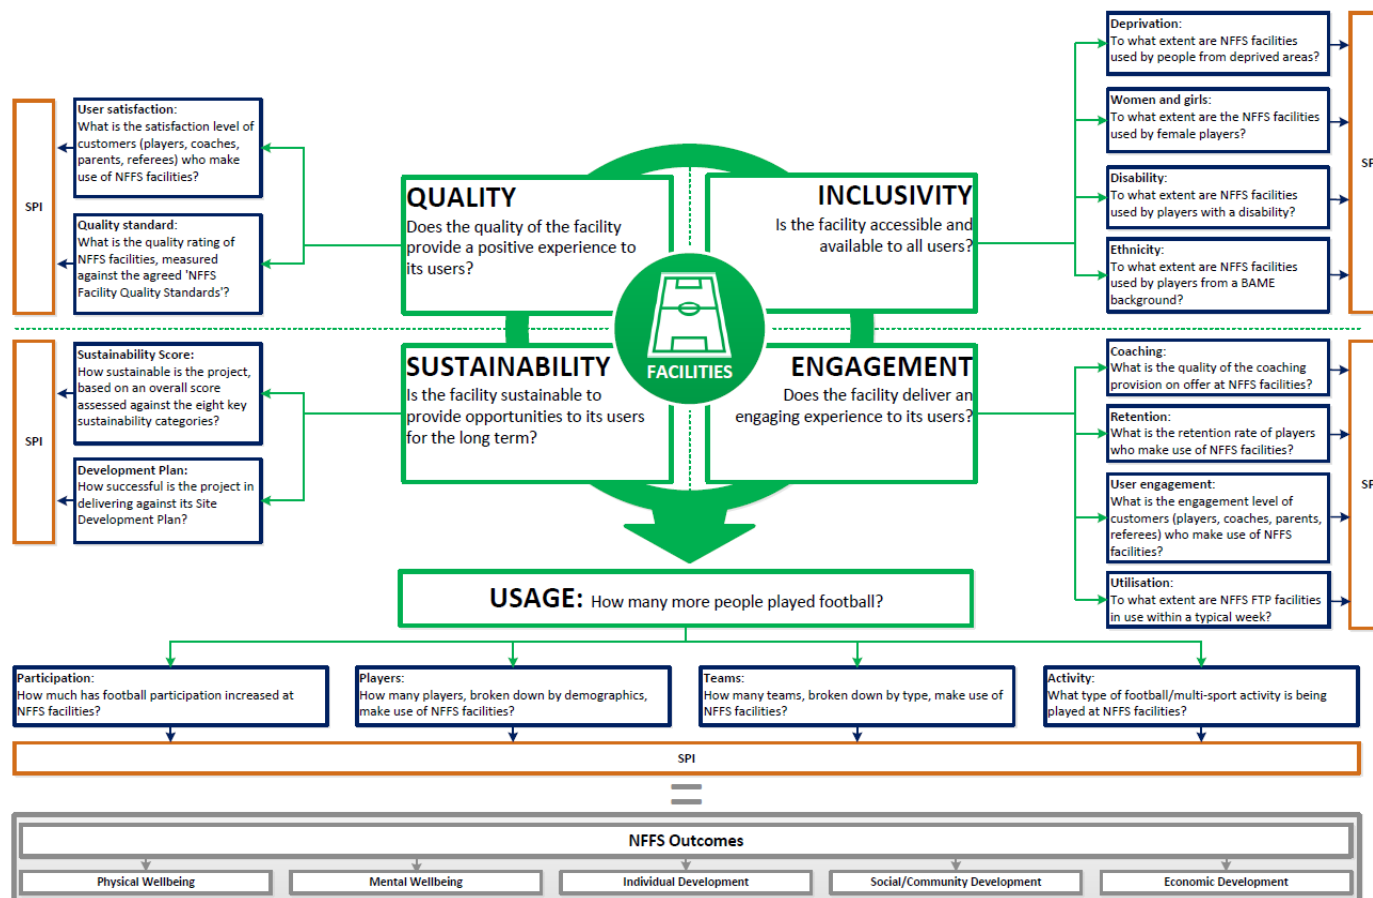 Deprivation:
To what extent are NFFS facilities
used by people from deprived areas?
Women and girls:
To what extent are the NFFS facilities
used by female players?
Disability:
To what extent are NFFS facilities
used by players with a disability?
Ethnicity:
To what extent are NFFS facilities
used by players from a BAME
background?
SP
User satisfaction:
What is the satisfaction level of
customers (players, coaches,
parents, referees) who make
use of NFFS facilities?
SPI
Quality standard:
What is the quality rating of
NFFS facilities, measured
against the agreed 'NFFS
Facility Quality Standards'?
QUALITY
Does the quality of the facility
provide a positive experience to
its users?
INCLUSIVITY
Is the facility accessible and
available to all users?
FACILITIES
SUSTAINABILITY
Is the facility sustainable to
provide opportunities to its users
for the long term?
ENGAGEMENT
Does the facility deliver an
engaging experience to its users?
Sustainability Score:
How sustainable is the project,
based on an overall score
assessed against the eight key
sustainability categories?
SPI
Development Plan:
How successful is the project in
delivering against its Site
Development Plan?
Coaching:
What is the quality of the coaching
provision on offer at NFFS facilities?
Retention:
What is the retention rate of players
who make use of NFFS facilities?
User engagement:
What is the engagement level of
customers (players, coaches, parents,
referees) who make use of NFFS
facilities?
Utilisation:
To what extent are NFFS FTP facilities
in use within a typical week?
SP
USAGE: How many more people played football?
Participation:
How much has football participation increased at
NFFS facilities?
Players:
How many players, broken down by demographics,
make use of NFFS facilities?
Teams:
How many teams, broken down by type, make use of
NFFS facilities?
Activity:
What type of football/multi-sport activity is being
played at NFFS facilities?
SPI
=
NFFS Outcomes
Physical Wellbeing
Mental Wellbeing
Individual Development
Social/Community Development
Economic Development